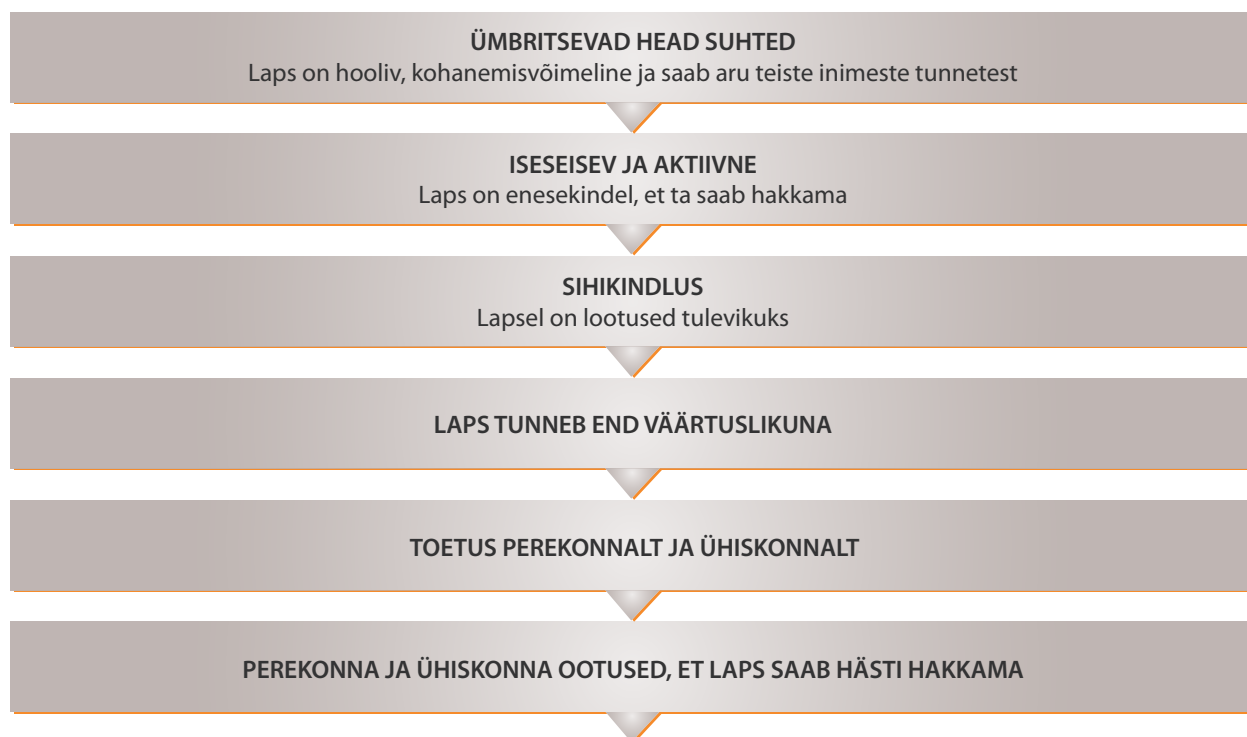 ÜMBRITSEVAD HEAD SUHTED
Laps on hooliv, kohanemisvõimeline ja saab aru teiste inimeste tunnetest
ISESEISEV JA AKTIIVNE
Laps on enesekindel, et ta saab hakkama
SIHIKINDLUS
Lapsel on lootused tulevikuks
LAPS TUNNEB END VÄÄRTUSLIKUNA
TOETUS PEREKONNALT JA ÜHISKONNALT
PEREKONNA JA ÜHISKONNA OOTUSED, ET LAPS SAAB HÄSTI HAKKAMA